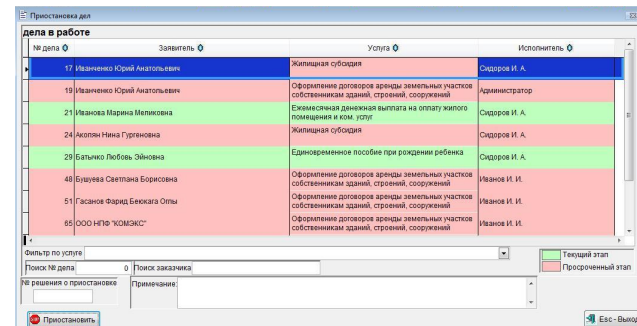 Приостановка дел
дела в работе
№ дела Заявитель Услуга Исполнитель
17 Иванченко Юрий Анатольевич Жилищная субсидия Сидоров И. А.
19 Иванченко Юрий Анатольевич Оформление договоров аренды земельных участков собственникам зданий, строений, сооружений Администратор
21 Иванова Марина Меликовна Ежемесячная денежная выплата на оплату жилого помещения и ком. услуг Сидоров И. А.
24 Акопян Нина Гургеновна Жилищная субсидия Сидоров И. А.
29 Батычко Любовь Эйновна Единовременное пособие при рождении ребенка Сидоров И. А.
48 Бушуева Светлана Борисовна Оформление договоров аренды земельных участков собственникам зданий, строений, сооружений Иванов И. И.
51 Гасанов Фарид Беюкага Оглы Оформление договоров аренды земельных участков собственникам зданий, строений, сооружений Иванов И. И.
65 ООО НПФ "КОМЭКС" Оформление договоров аренды земельных участков собственникам зданий, строений, сооружений Иванов И. И.
Фильтр по услуге
Текущий этап
Поиск № дела 0 Поиск заказчика
Просроченный этап
№ решения о приостановке Примечание:
Приостановить Esc - Выход